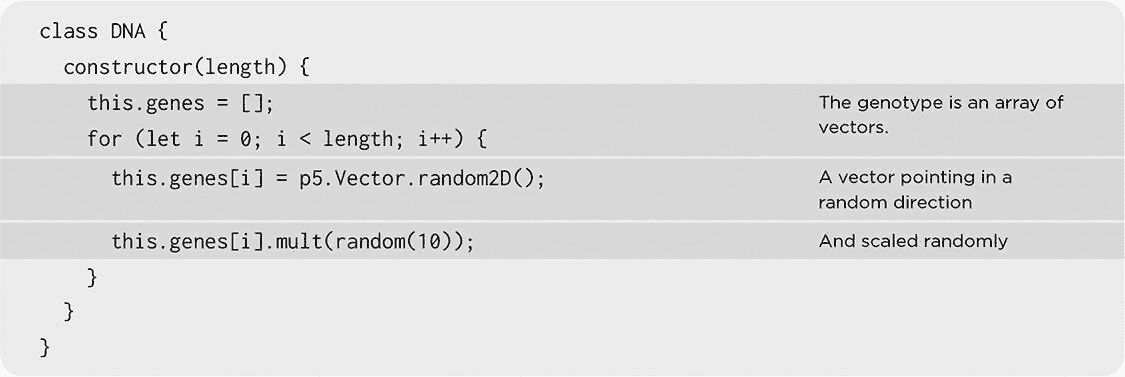 class DNA {
constructor(length) {
this.genes = [];
The genotype is an array of
vectors.
for (let i = 0; i < length; i++) {
this.genes[i] = p5.Vector.random2D();
A vector pointing in a
random direction
this.genes[i].mult(random(10));
And scaled randomly
}
}
}